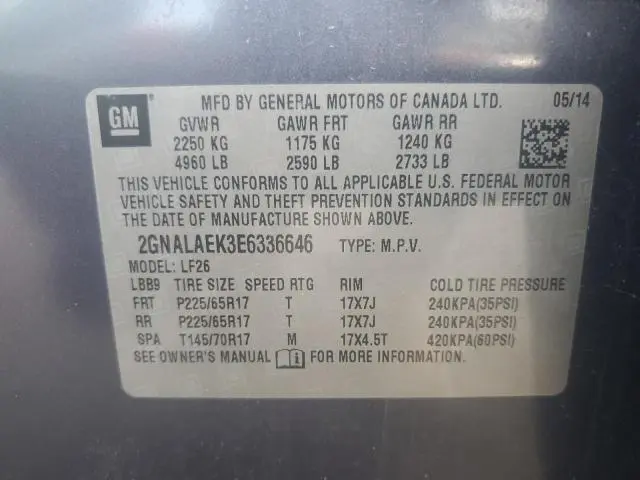 GM
MFD BY GENERAL MOTORS OF CANADA LTD. 05/14
GVWR GAWR FRT GAWR RR
2250 KG 1175 KG 1240 KG
4960 LB 2590 LB 2733 LB
THIS VEHICLE CONFORMS TO ALL APPLICABLE U.S. FEDERAL MOTOR
VEHICLE SAFETY AND THEFT PREVENTION STANDARDS IN EFFECT ON
THE DATE OF MANUFACTURE SHOWN ABOVE.
2GNALAEK3E6336646 TYPE: M.P.V.
MODEL: LF26
LBB9 TIRE SIZE SPEED RTG RIM COLD TIRE PRESSURE
FRT P225/65R17 T 17X7J 240KPA(35PSI)
RR P225/65R17 T 17X7J 240KPA(35PSI)
SPA T145/70R17 M 17X4.5T 420KPA(60PSI)
SEE OWNER'S MANUAL i FOR MORE INFORMATION.